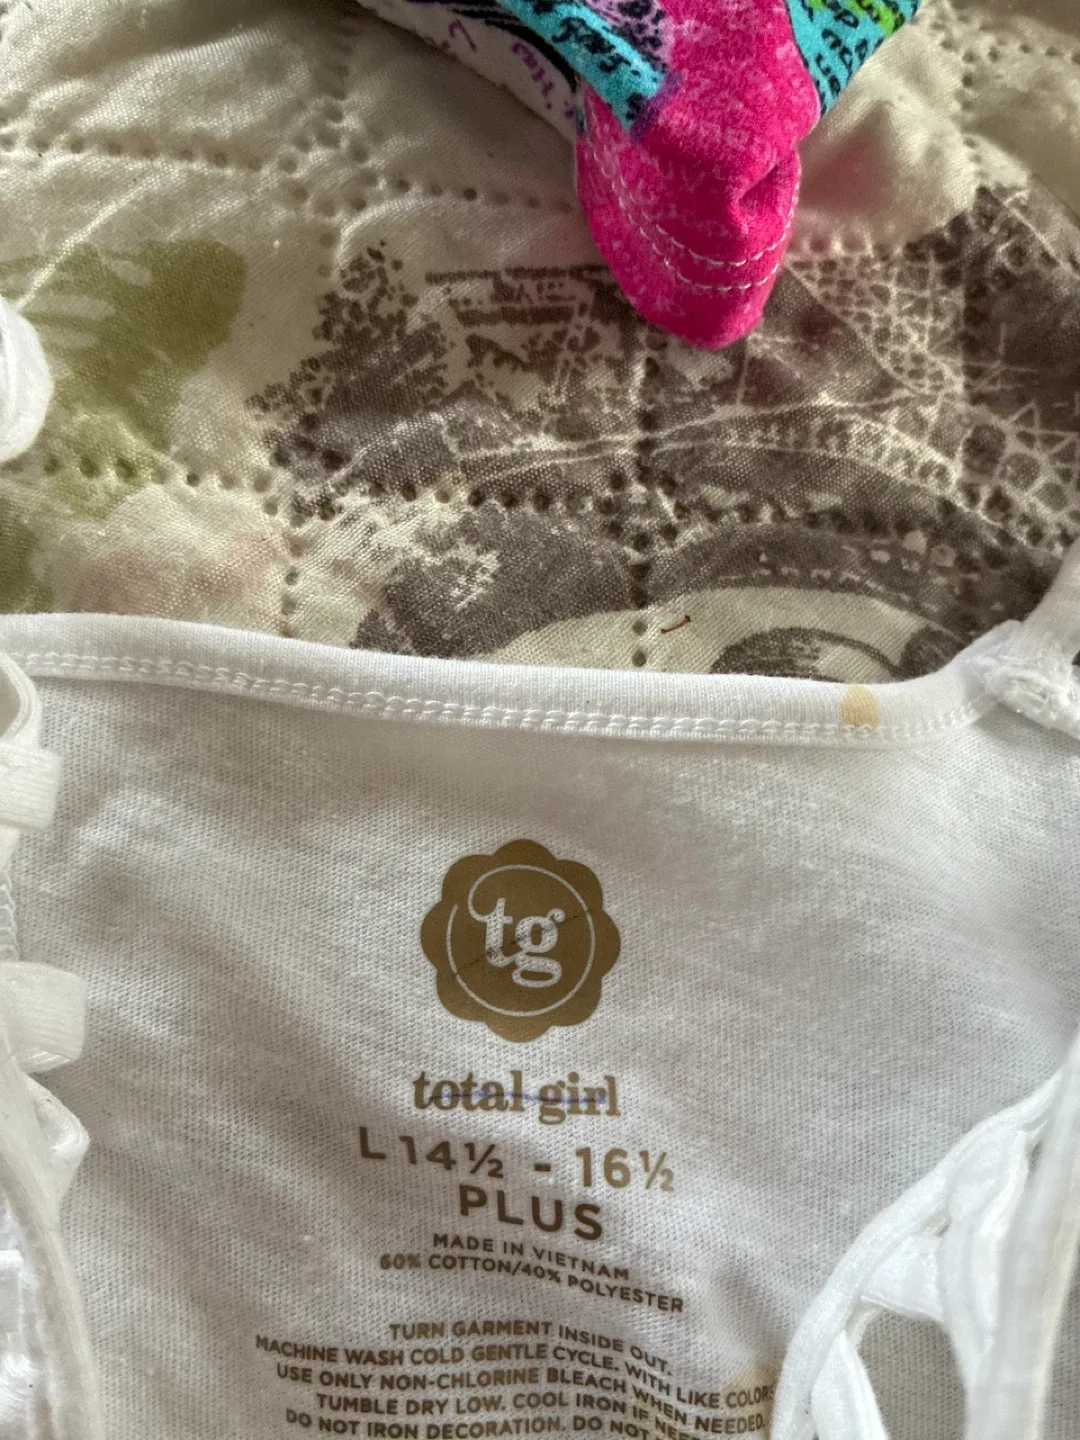 tg
total girl
L 14½ - 16½
PLUS
MADE IN VIETNAM
60% COTTON/40% POLYESTER
TURN GARMENT INSIDE OUT.
MACHINE WASH COLD GENTLE CYCLE. WITH LIKE COLORS
USE ONLY NON-CHLORINE BLEACH WHEN NEEDED.
TUMBLE DRY LOW. COOL IRON IF NEEDED.
DO NOT IRON DECORATION. DO NOT